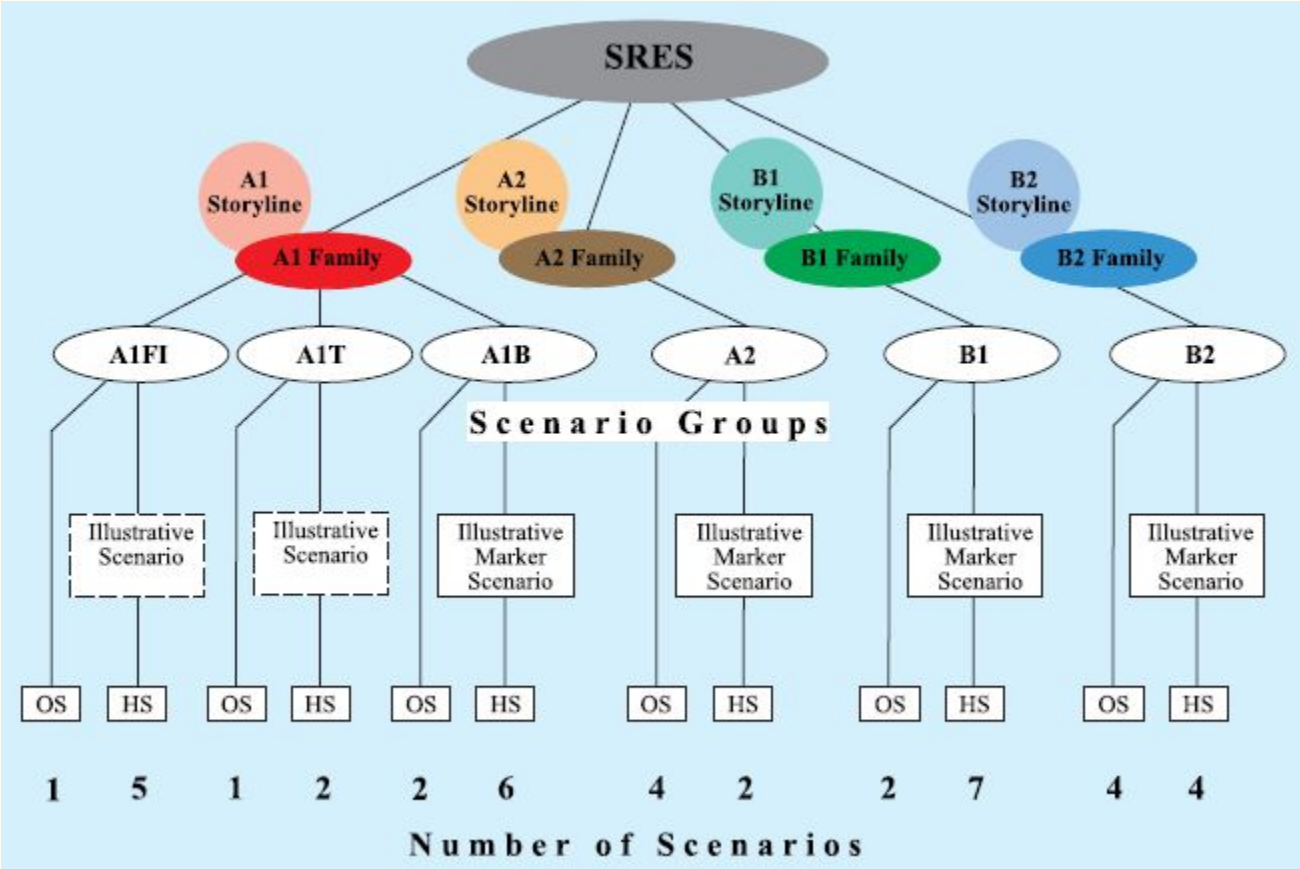 SRES
A1
Storyline
A2
Storyline
B1
Storyline
B2
Storyline
A1 Family
A2 Family
B1 Family
B2 Family
A1FI
A1T
A1B
A2
B1
B2
Scenario Groups
Illustrative
Scenario
Illustrative
Scenario
Illustrative
Marker
Scenario
Illustrative
Marker
Scenario
Illustrative
Marker
Scenario
Illustrative
Marker
Scenario
OS HS OS HS OS HS OS HS OS HS OS HS
1 5 1 2 2 6 4 2 2 7 4 4
Number of Scenarios